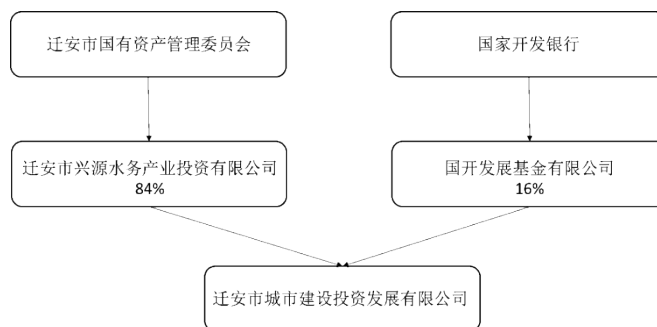 迁安市国有资产管理委员会
国家开发银行
迁安市兴源水务产业投资有限公司
84%
国开发展基金有限公司
16%
迁安市城市建设投资发展有限公司